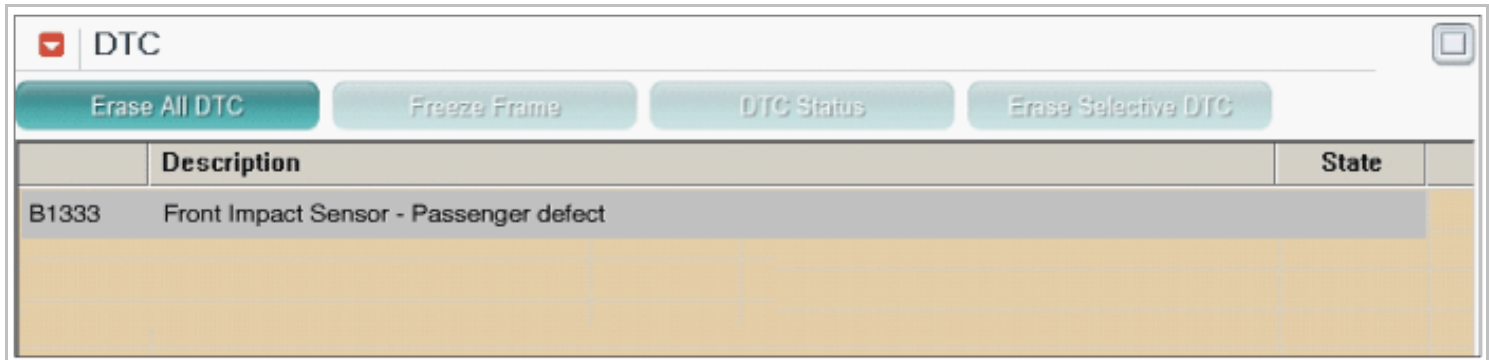 DTC
Erase All DTC Freeze Frame DTC Status Erase Selective DTC
Description State
B1333 Front Impact Sensor - Passenger defect